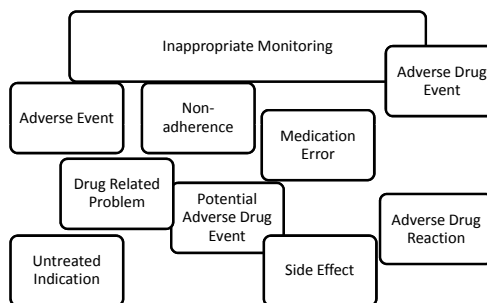 Inappropriate Monitoring
Adverse Drug
Event
Adverse Event
Non-
adherence
Medication
Error
Drug Related
Problem
Potential
Adverse Drug
Event
Adverse Drug
Reaction
Untreated
Indication
Side Effect